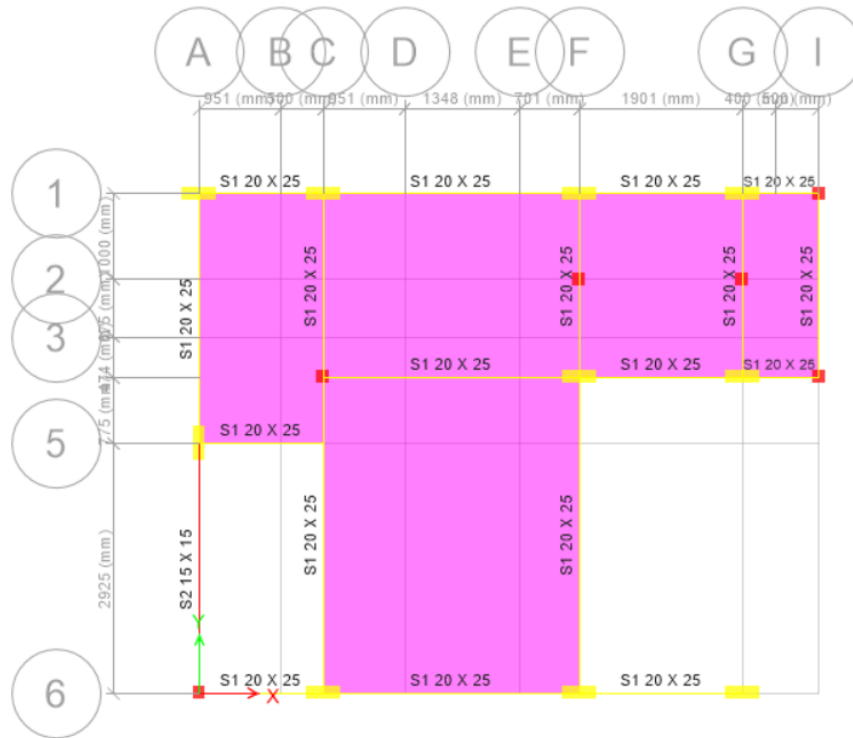 A B C D E F G I
951 (mm) 951 (mm) 1348 (mm) 701 (mm) 1901 (mm)
1
S1 20 X 25 S1 20 X 25 S1 20 X 25 S1 20 X 25
1000 (mm)
2
S1 20 X 25 S1 20 X 25 S1 20 X 25 S1 20 X 25 S1 20 X 25
3
S1 20 X 25 S1 20 X 25 S1 20 X 25
5
S1 20 X 25
2925 (mm)
S2 15 X 15 S1 20 X 25 S1 20 X 25
Y
6
S1 20 X 25 S1 20 X 25 S1 20 X 25
X